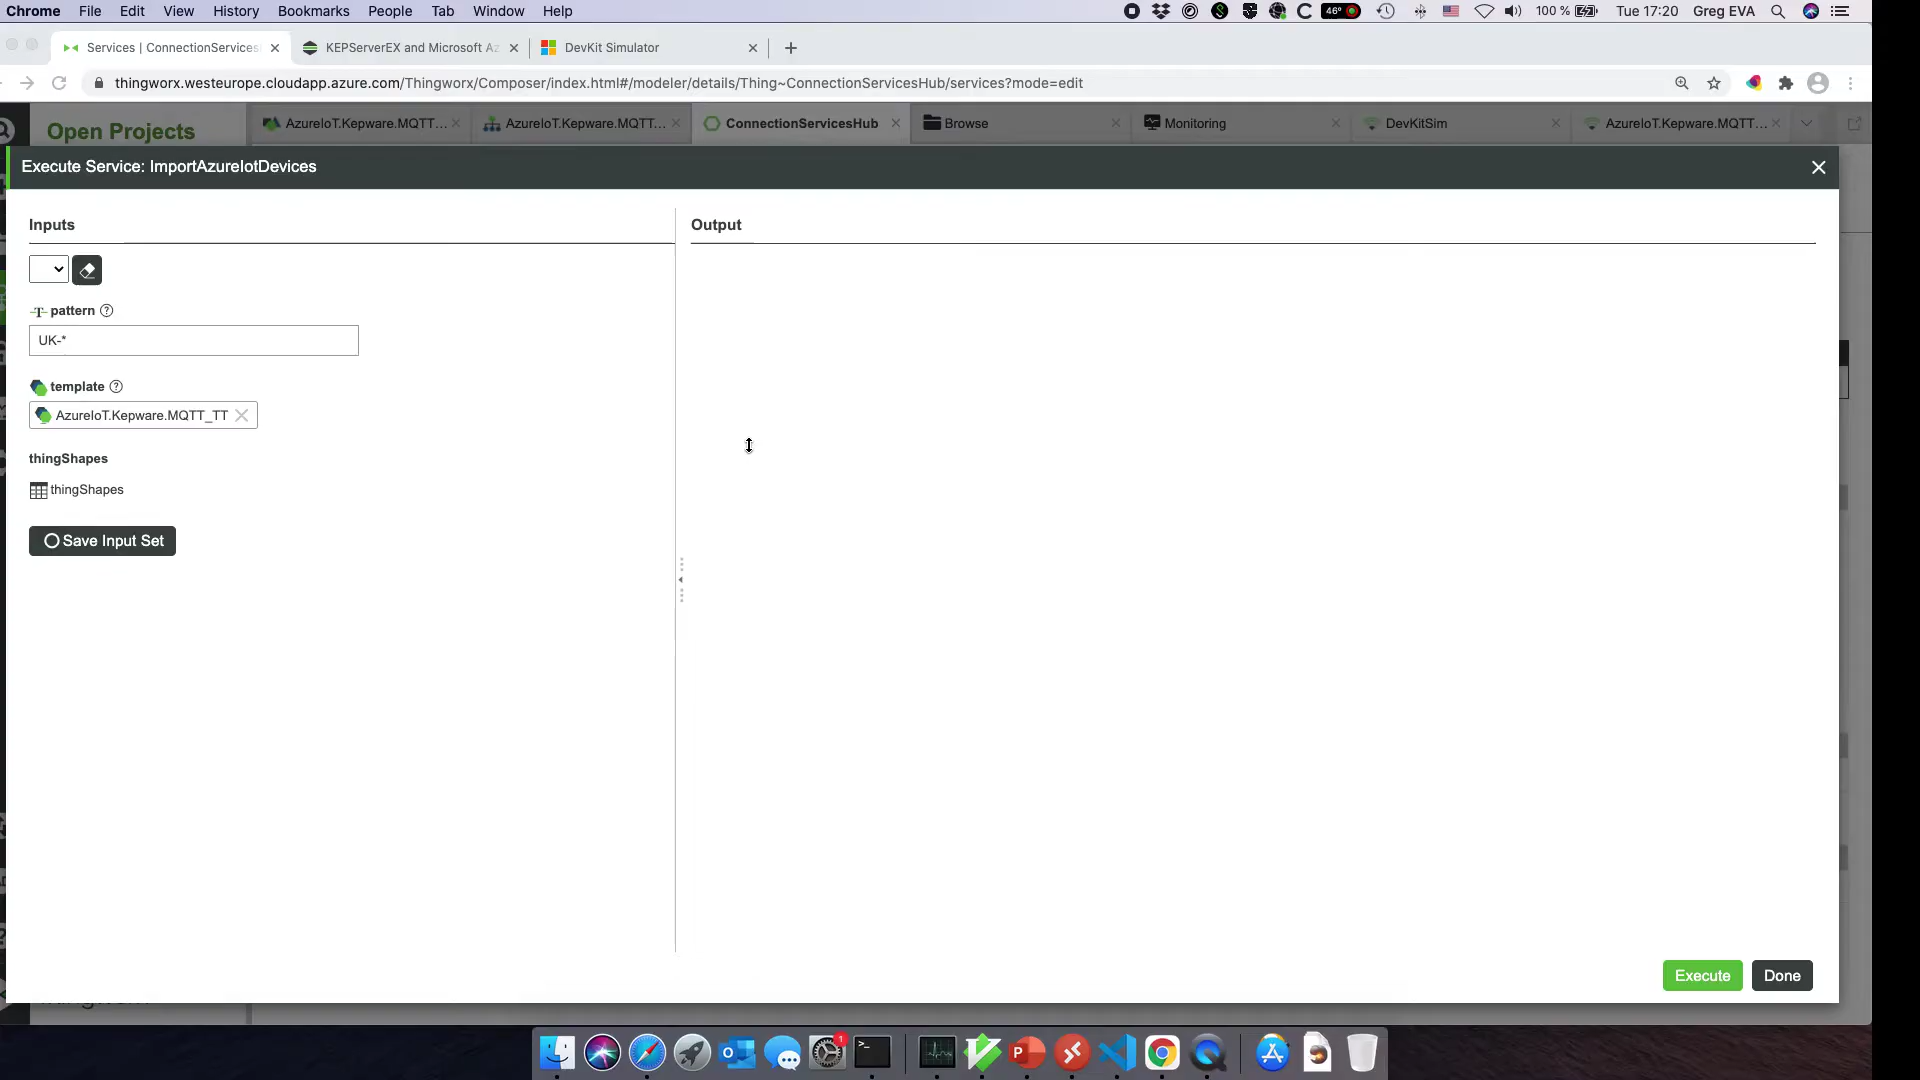 Chrome File Edit View History Bookmarks People Tab Window Help 46° 100 % Tue 17:20 Greg EVA
Services | ConnectionServices KEPServerEX and Microsoft Az DevKit Simulator
thingworx.westeurope.cloudapp.azure.com/Thingworx/Composer/index.html#/modeler/details/Thing~ConnectionServicesHub/services?mode=edit
Open Projects AzureIoT.Kepware.MQTT... AzureIoT.Kepware.MQTT... ConnectionServicesHub Browse Monitoring DevKitSim AzureIoT.Kepware.MQTT...
Execute Service: ImportAzureIotDevices
Inputs
Output
pattern
UK-*
template
AzureIoT.Kepware.MQTT_TT
thingShapes
thingShapes
Save Input Set
Execute Done